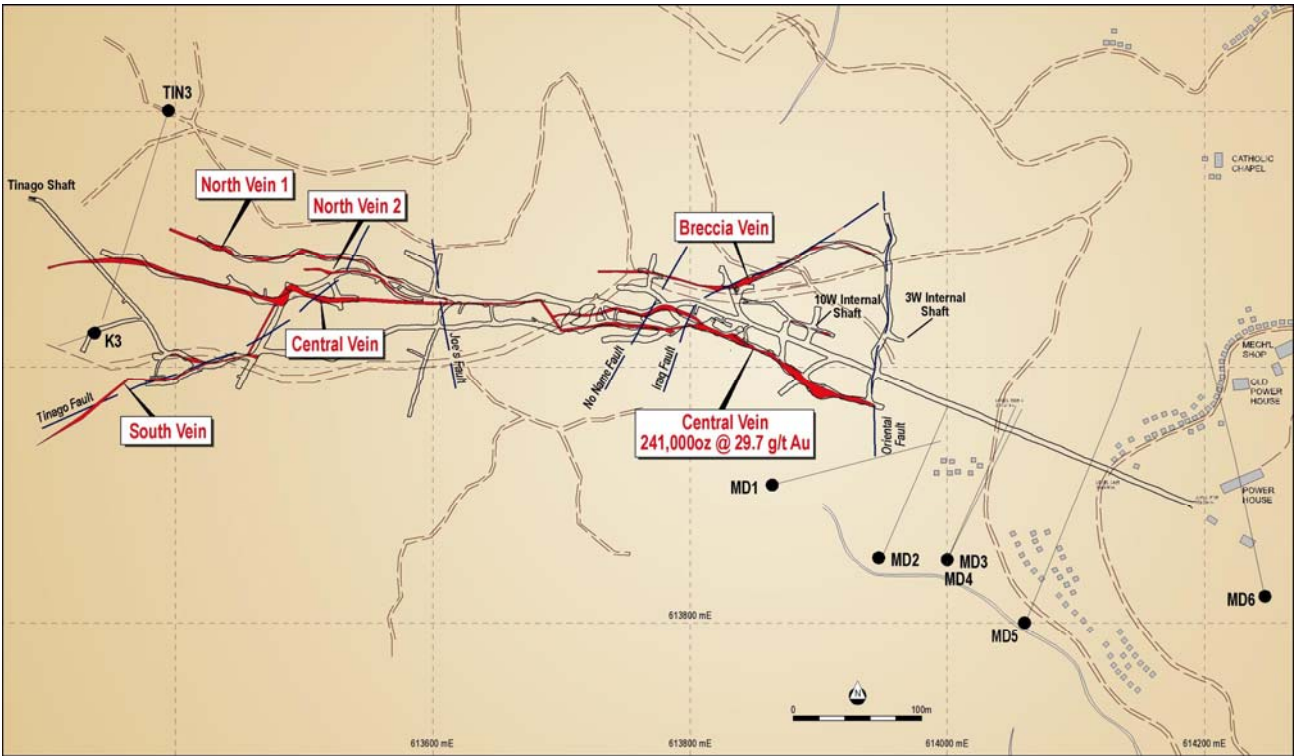 TIN3
CATHOLIC
CHAPEL
Tinago Shaft
North Vein 1
North Vein 2
Breccia Vein
10W Internal
Shaft
3W Internal
Shaft
K3
Central Vein
Joe's Fault
No Name Fault
Iraq Fault
MECH'L
SHOP
OLD
POWER
HOUSE
Tinago Fault
South Vein
Central Vein
241,000oz @ 29.7 g/t Au
Oriental
Fault
MD1
POWER
HOUSE
MD2
MD3
MD4
MD6
613800 mE
MD5
N
0
100m
613600 mE
613800 mE
614000 mE
614200 mE